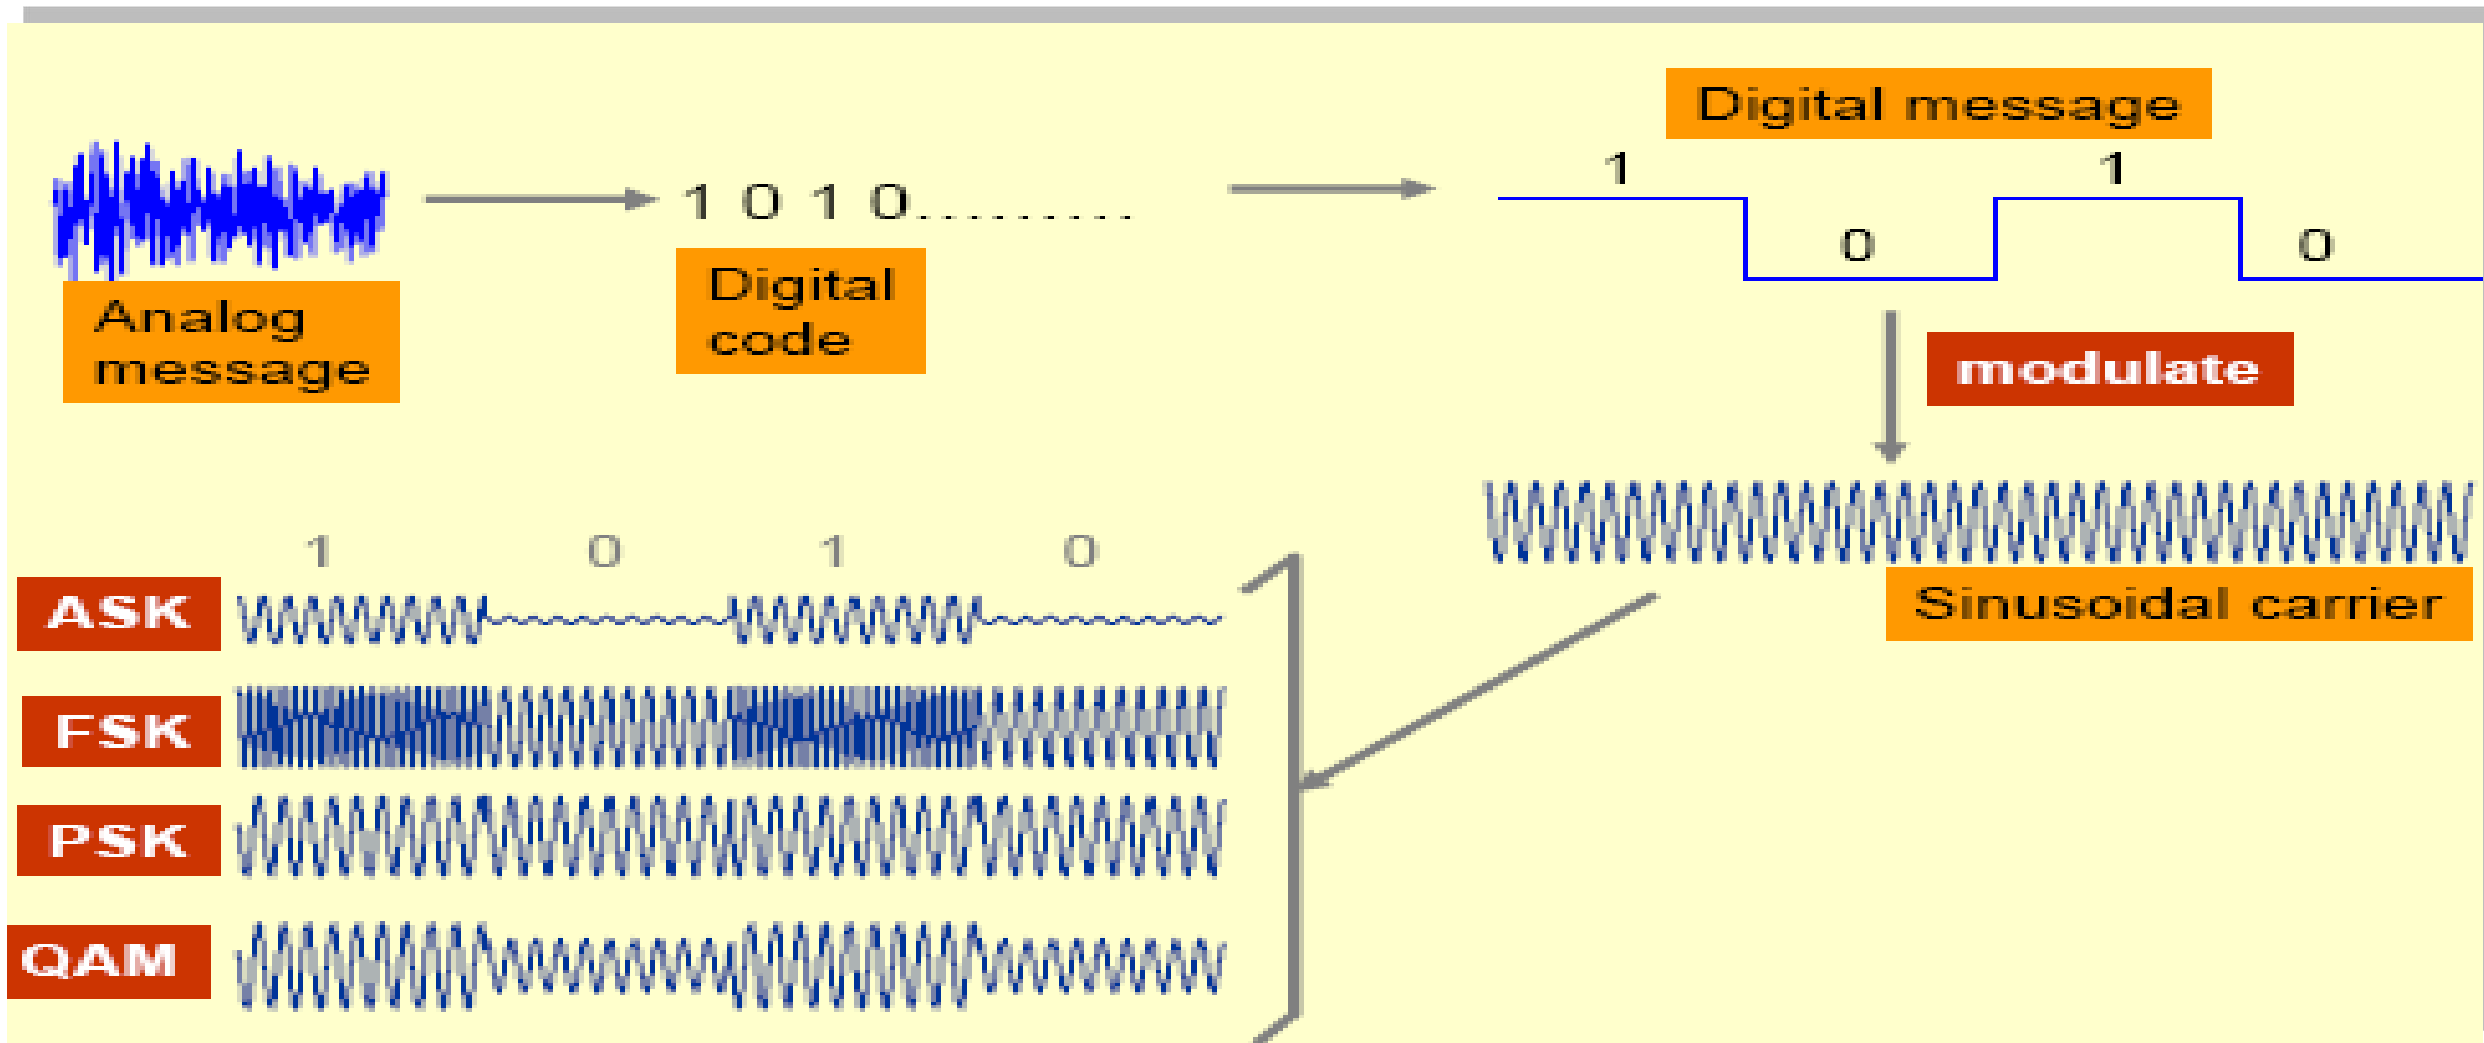 Digital message
1
1
0
0
1 0 1 0..........
Digital
code
Analog
message
modulate
Sinusoidal carrier
1 0 1 0
ASK
FSK
PSK
QAM